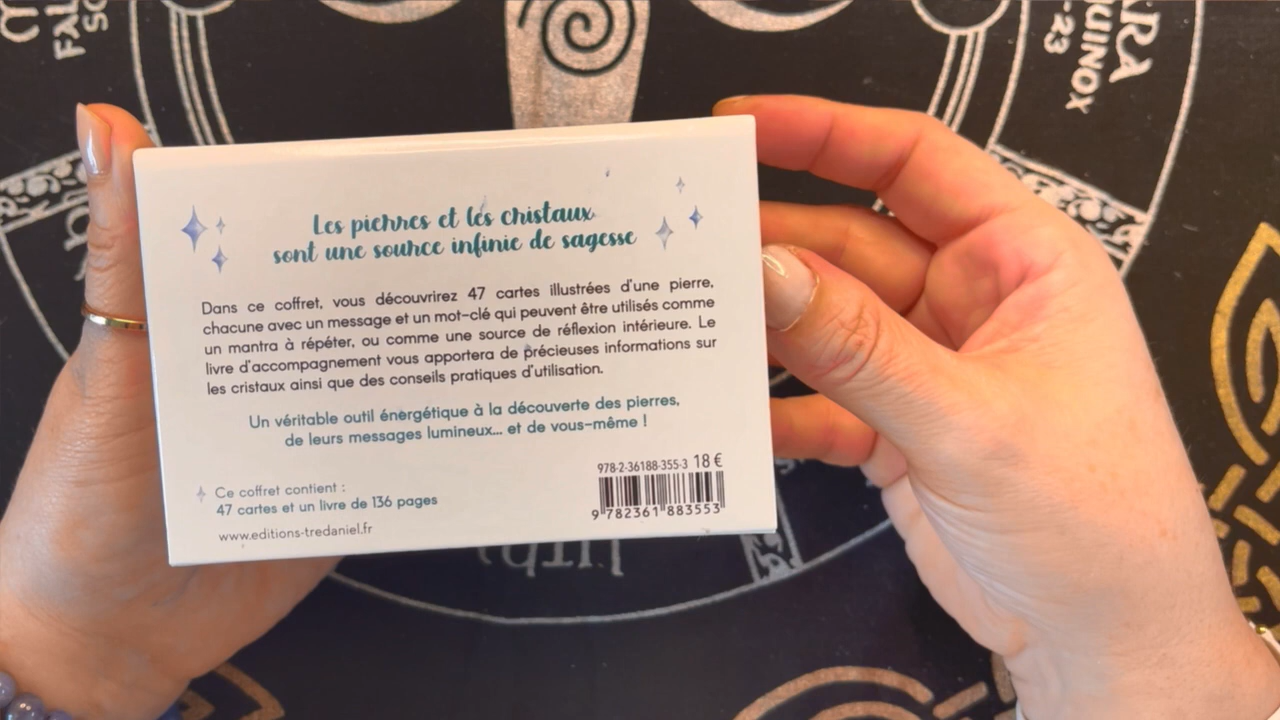 FALL
MABON
UINOX
-23
Les pierres et les cristaux
sont une source infinie de sagesse
Dans ce coffret, vous découvrirez 47 cartes illustrées d'une pierre,
chacune avec un message et un mot-clé qui peuvent être utilisés comme
un mantra à répéter, ou comme une source de réflexion intérieure. Le
livre d'accompagnement vous apportera de précieuses informations sur
les cristaux ainsi que des conseils pratiques d'utilisation.
Un véritable outil énergétique à la découverte des pierres,
de leurs messages lumineux... et de vous-même !
978-2-36188-355-3 18 €
Ce coffret contient :
47 cartes et un livre de 136 pages
9 782361 883553
www.editions-tredaniel.fr